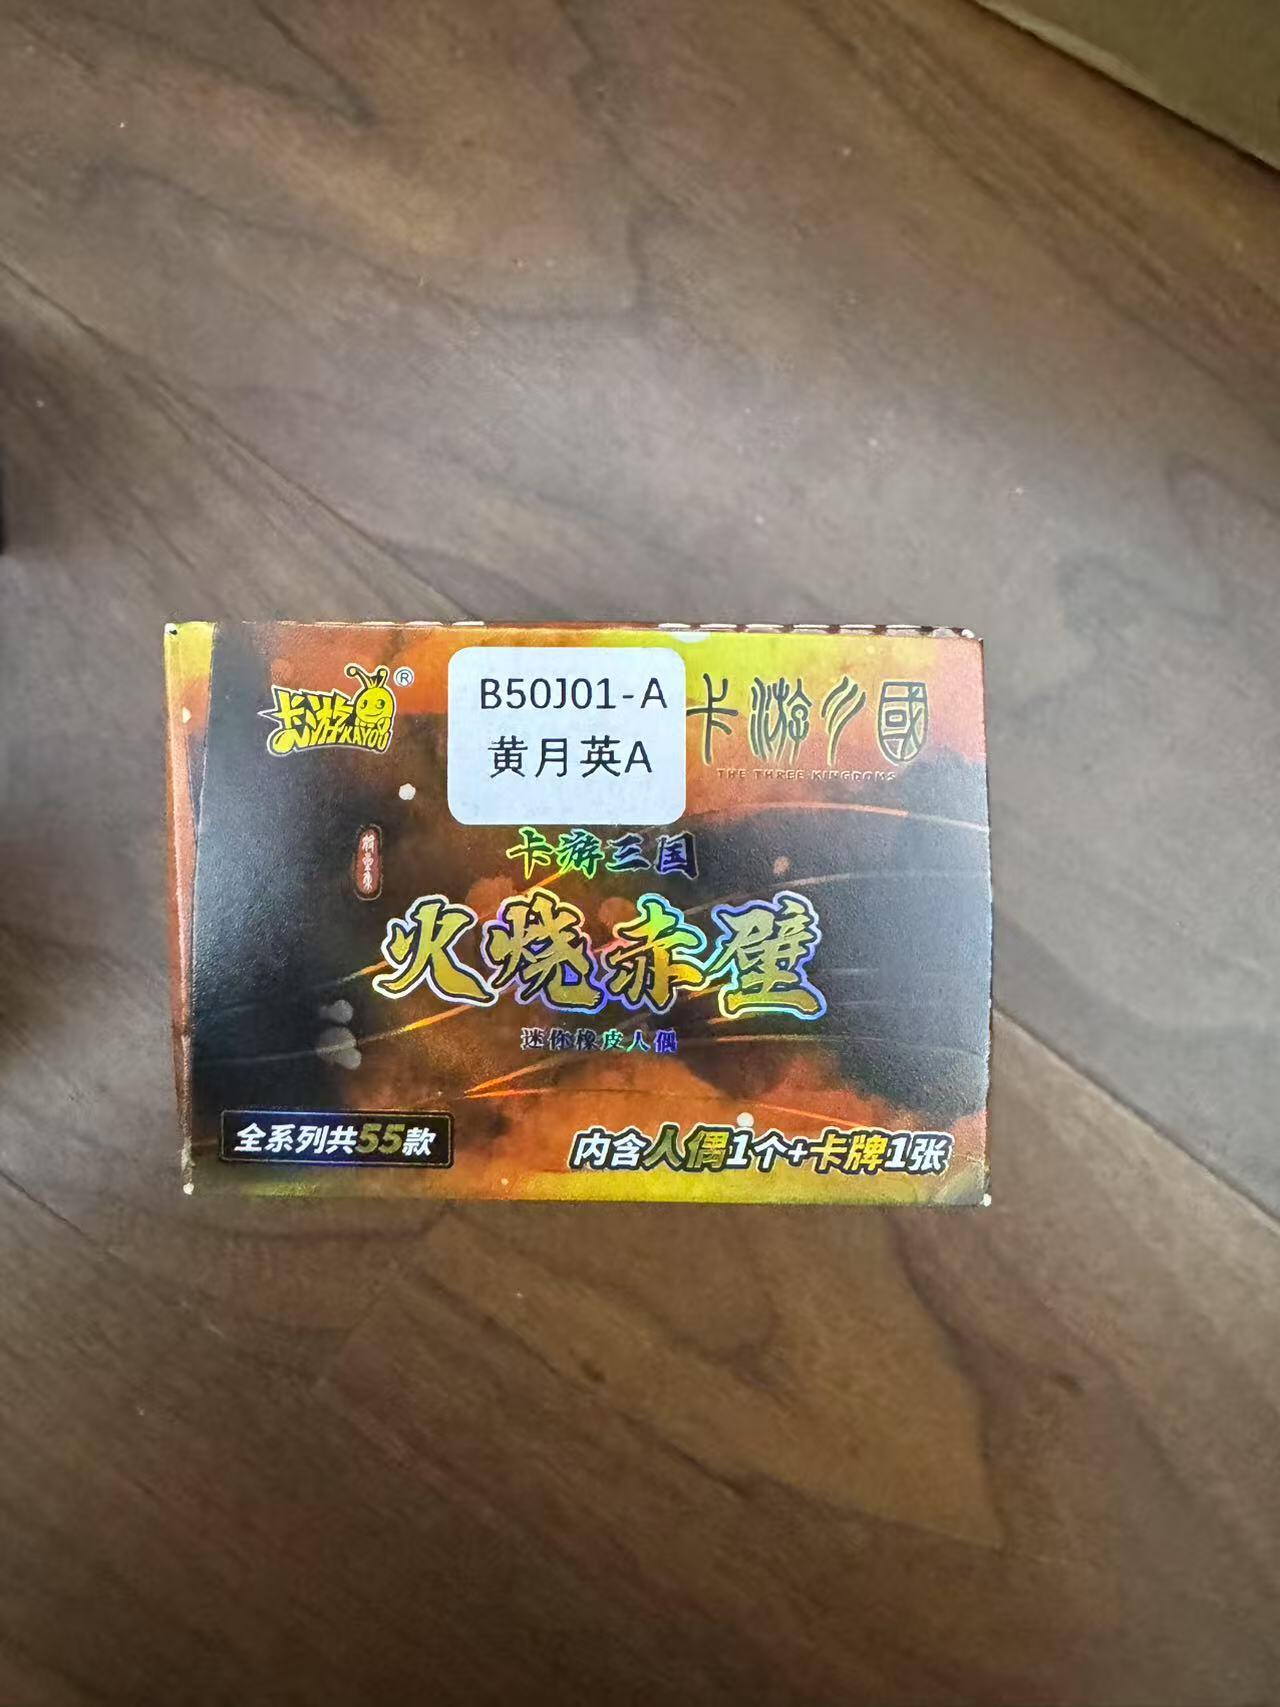 卡游®
KAYOU
B50J01-A
黄月英A
卡游三國
THE THREE KINGDOMS
卡游三国
火烧赤壁
迷你橡皮人偶
全系列共55款
内含人偶1个+卡牌1张